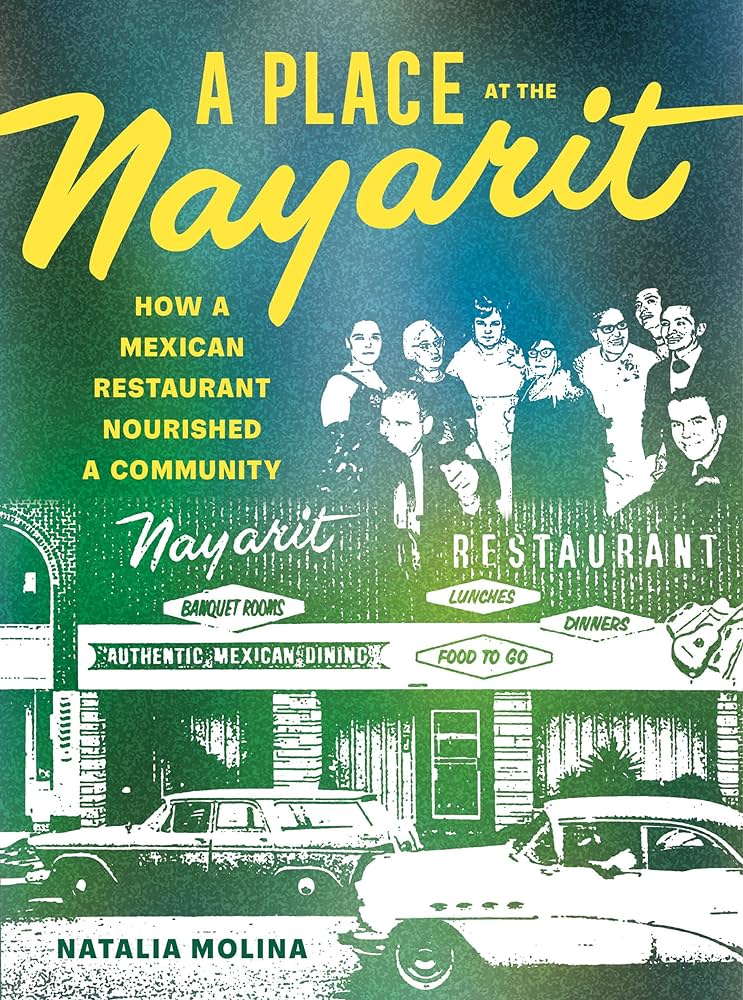 A PLACE AT THE
Nayarit
HOW A
MEXICAN
RESTAURANT
NOURISHED
A COMMUNITY
Nayarit RESTAURANT
BANQUET ROOMS
LUNCHES
DINNERS
AUTHENTIC MEXICAN DINING
FOOD TO GO
NATALIA MOLINA